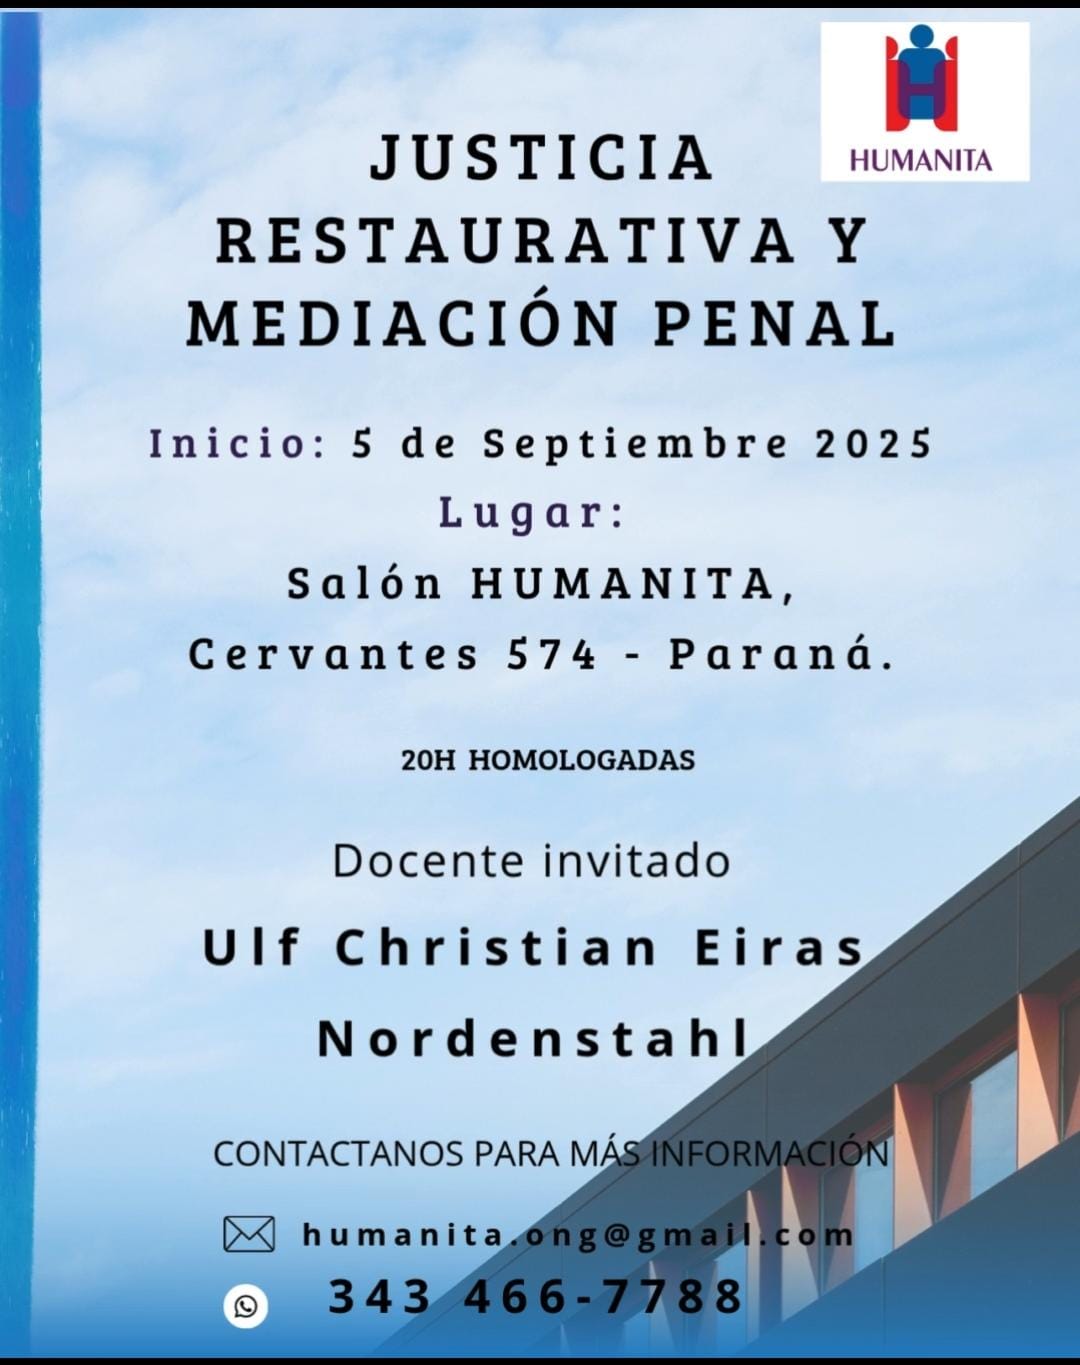 HUMANITA
JUSTICIA
RESTAURATIVA Y
MEDIACIÓN PENAL
Inicio: 5 de Septiembre 2025
Lugar:
Salón HUMANITA,
Cervantes 574 - Paraná.
20H HOMOLOGADAS
Docente invitado
Ulf Christian Eiras
Nordenstahl
CONTACTANOS PARA MÁS INFORMACIÓN
humanita.ong@gmail.com
343 466-7788